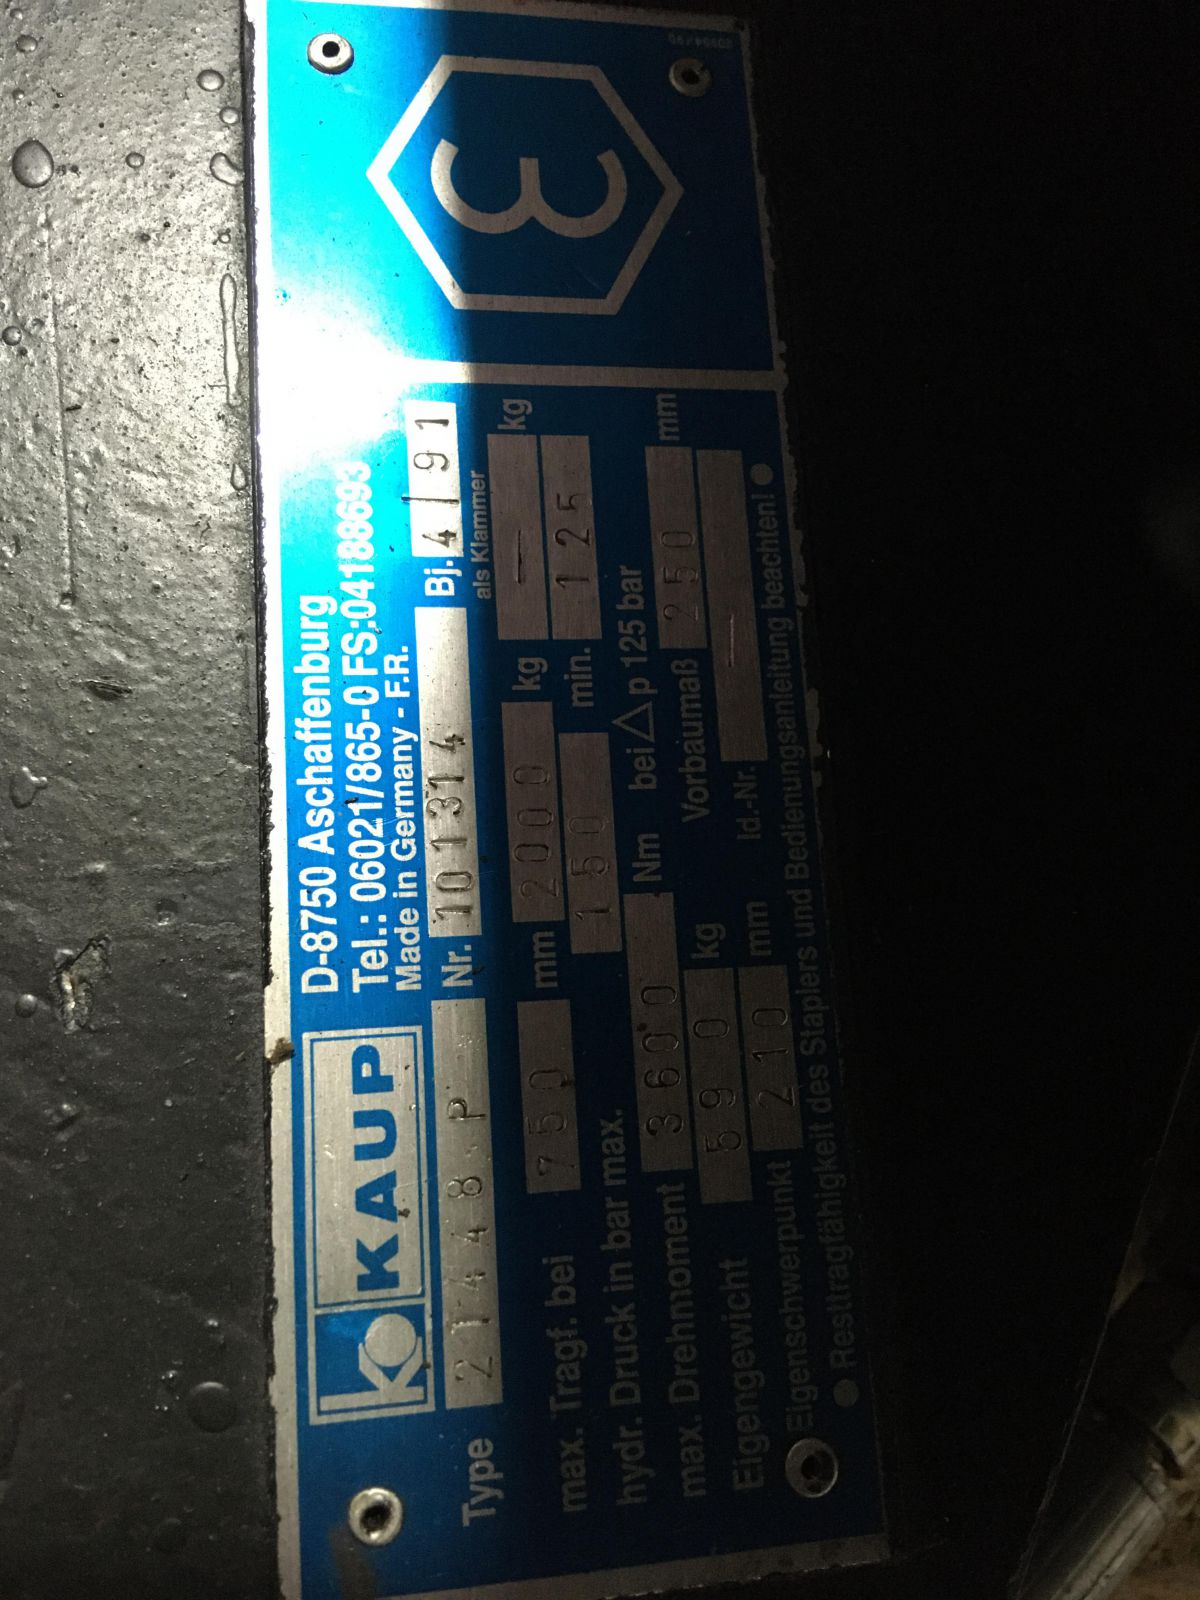 KAUP
D-8750 Aschaffenburg
Tel.: 06021/865-0 FS:04188693
Made in Germany - F.R.
Type 2T448 P Nr. 101314 Bj. 4/91
als Klammer
max. Tragf. bei 750 mm 2000 kg — kg
hydr. Druck in bar max. 150 min. 125
max. Drehmoment 3600 Nm bei △ p 125 bar
Eigengewicht 590 kg Vorbaumaß 250 mm
Eigenschwerpunkt 210 mm Id.-Nr. —
● Resttragfähigkeit des Staplers und Bedienungsanleitung beachten! ●
3